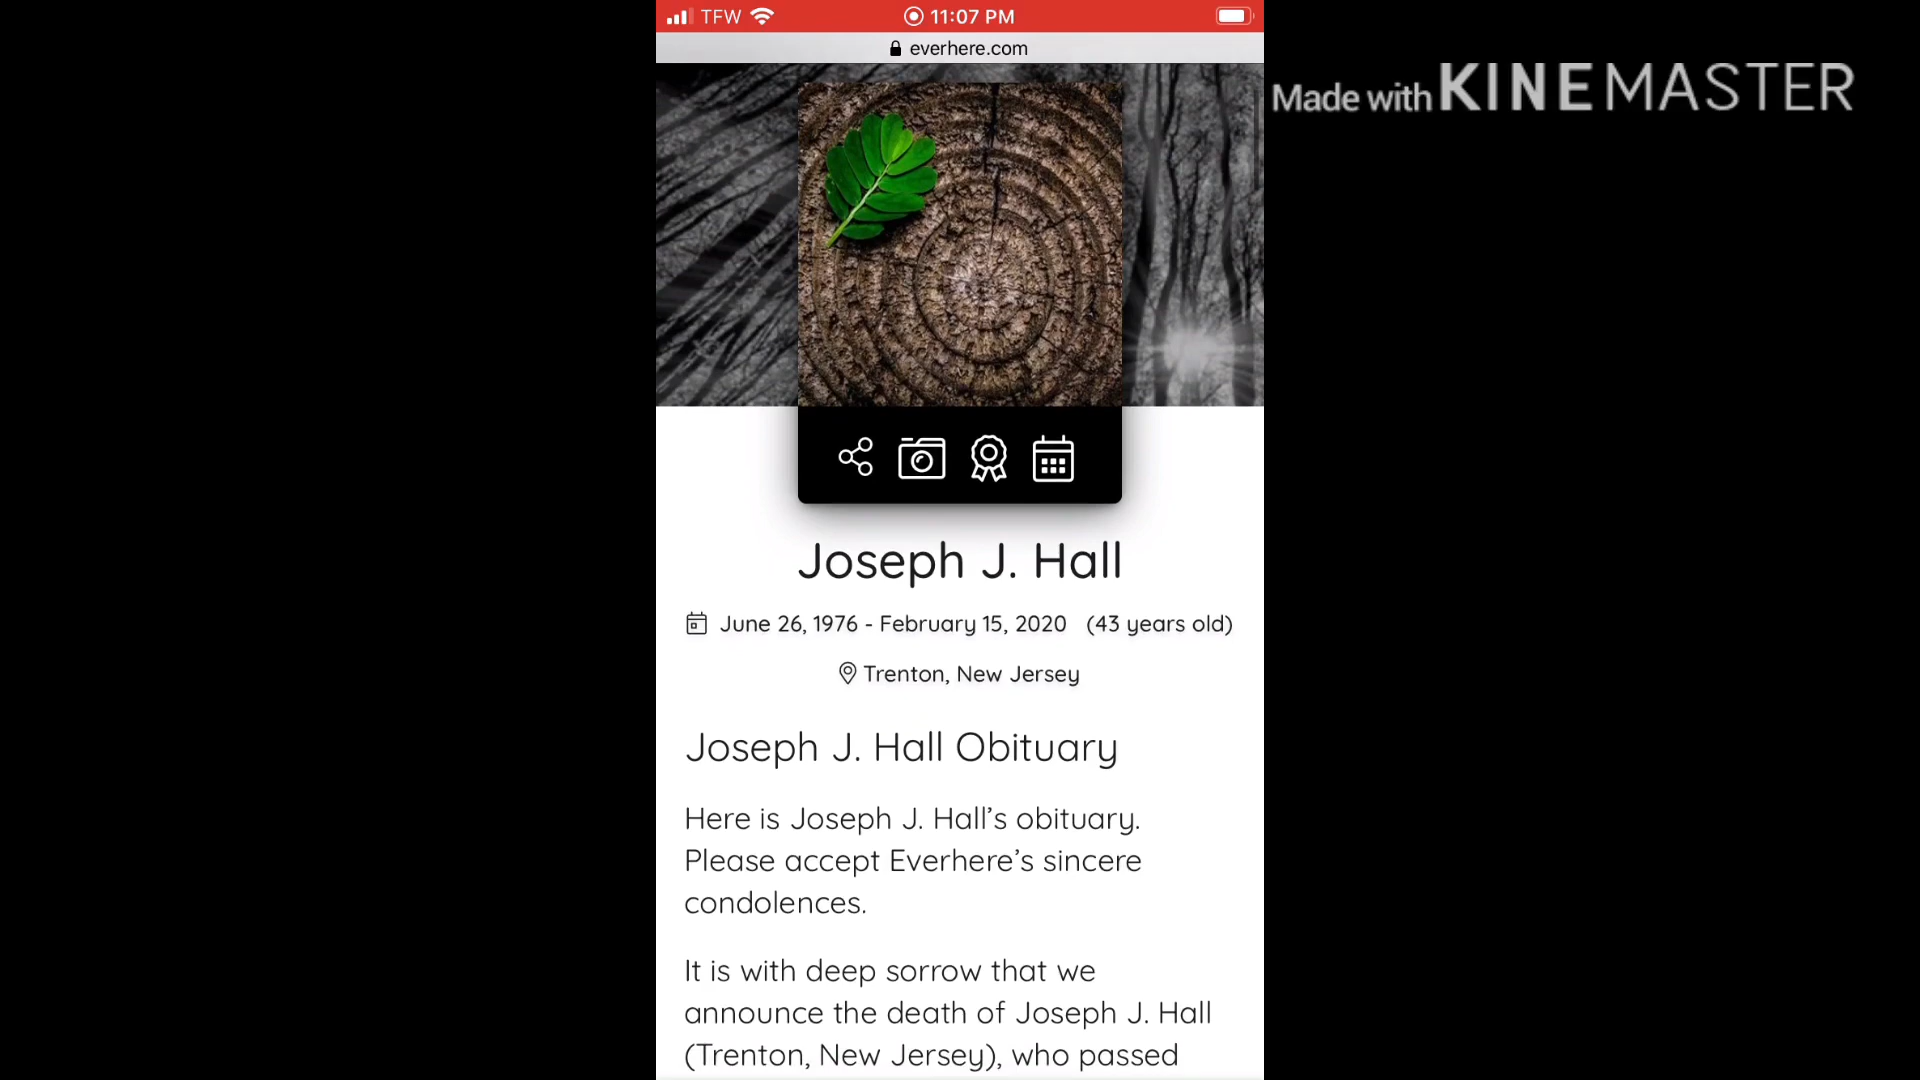 TFW 11:07 PM
everhere.com
Made with KINEMASTER
Joseph J. Hall
June 26, 1976 - February 15, 2020 (43 years old)
Trenton, New Jersey
Joseph J. Hall Obituary
Here is Joseph J. Hall’s obituary.
Please accept Everhere’s sincere
condolences.
It is with deep sorrow that we
announce the death of Joseph J. Hall
(Trenton, New Jersey), who passed